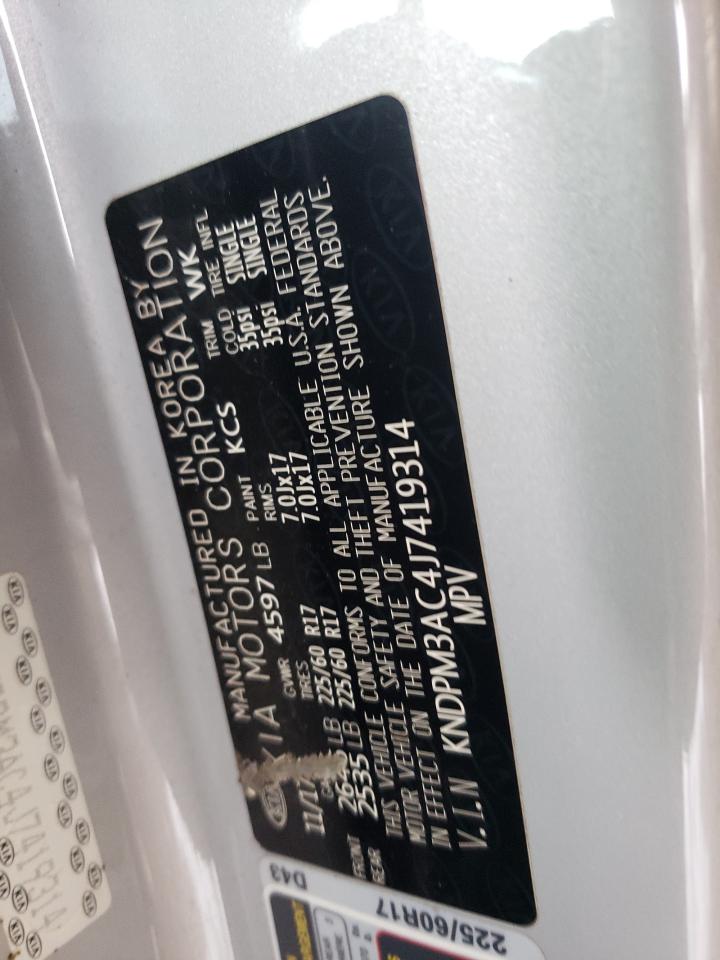 MANUFACTURED IN KOREA BY
KIA MOTORS CORPORATION
GVWR 4597 LB PAINT KCS TRIM WK
TIRES RIMS COLD TIRE INFL
FRONT LB 225/60 R17 7.0Jx17 35psi SINGLE
REAR 2535 LB 225/60 R17 7.0Jx17 35psi SINGLE
THIS VEHICLE CONFORMS TO ALL APPLICABLE U.S.A. FEDERAL
MOTOR VEHICLE SAFETY AND THEFT PREVENTION STANDARDS
IN EFFECT ON THE DATE OF MANUFACTURE SHOWN ABOVE.
V.I.N KNDPM3AC4J7419314
MPV
D43
225/60R17